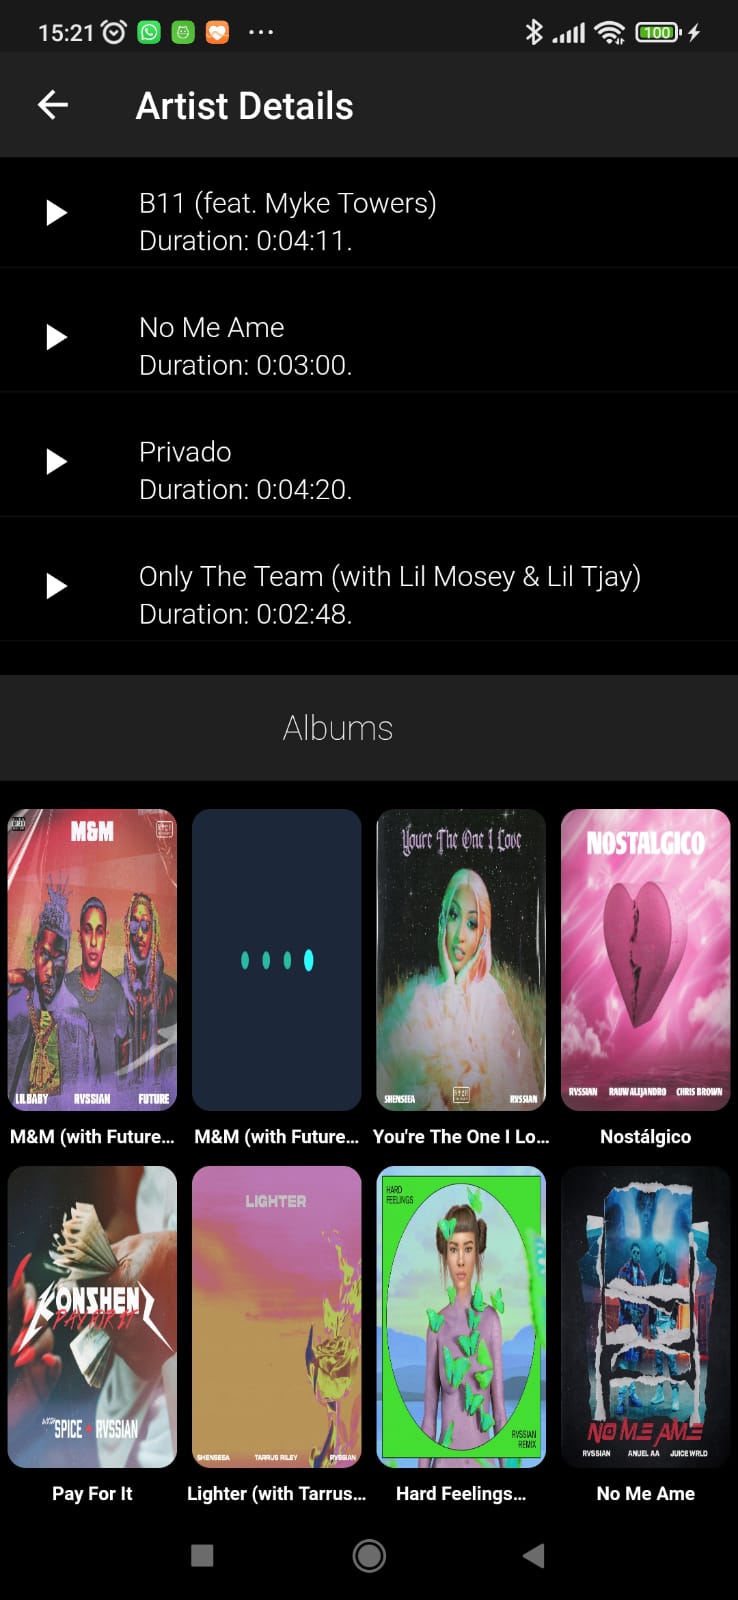 15:21
100
Artist Details
B11 (feat. Myke Towers)
Duration: 0:04:11.
No Me Ame
Duration: 0:03:00.
Privado
Duration: 0:04:20.
Only The Team (with Lil Mosey & Lil Tjay)
Duration: 0:02:48.
Albums
M&M
LIL BABY RVSSIAN FUTURE
Youre The One I Love
SHENSEEA RVSSIAN
NOSTALGICO
RVSSIAN RAUW ALEJANDRO CHRIS BROWN
M&M (with Future...
M&M (with Future...
You're The One I Lo...
Nostálgico
KONSHENZ
PAY FOR IT
WITH SPICE + RVSSIAN
LIGHTER
SHENSEEA TARRUS RILEY RVSSIAN
HARD
FEELINGS
RVSSIAN
REMIX
NO ME AME
RVSSIAN ANUEL AA JUICE WRLD
Pay For It
Lighter (with Tarrus...
Hard Feelings...
No Me Ame